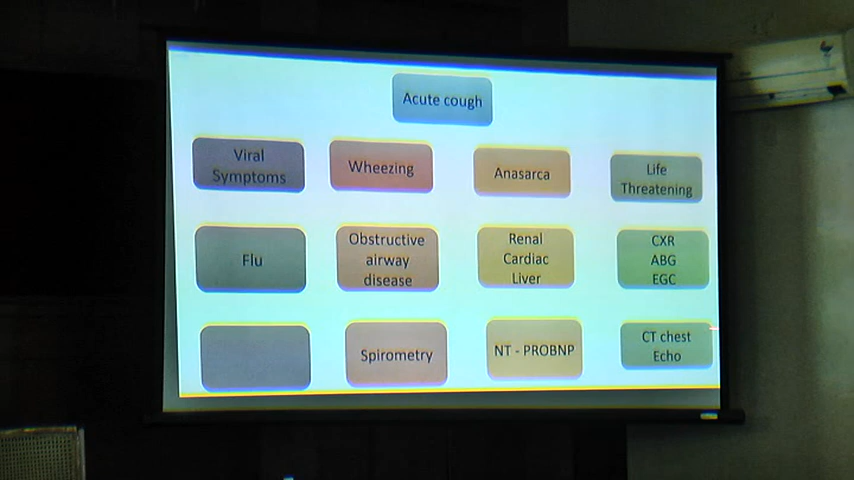 Acute cough
Viral
Symptoms
Wheezing
Anasarca
Life
Threatening
Flu
Obstructive
airway
disease
Renal
Cardiac
Liver
CXR
ABG
EGC
Spirometry
NT - PROBNP
CT chest
Echo